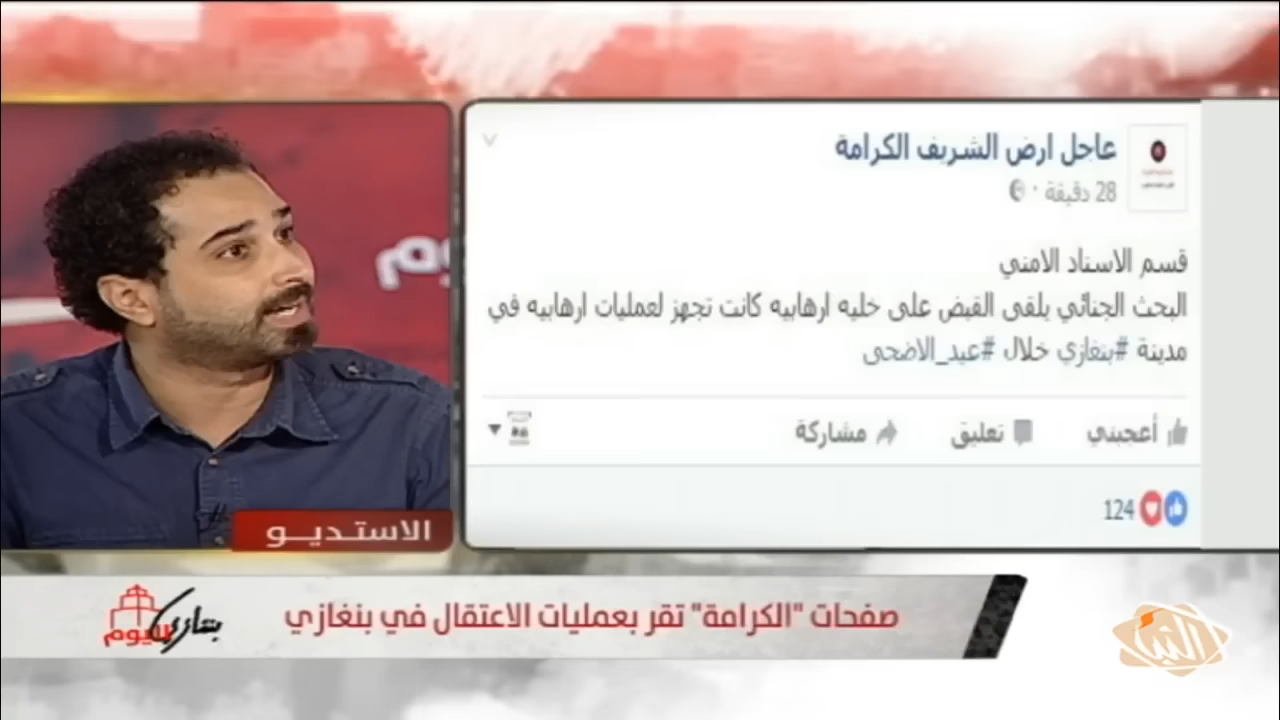 عاجل ارض الشريف الكرامة
28 دقيقة ·
قسم الاسناد الامني
البحث الجنائي يلقى القبض على خليه ارهابيه كانت تجهز لعمليات ارهابيه في
مدينة #بنغازي خلال #عيد_الاضحى
أعجبني تعليق مشاركة
124
وم
الاستديو
صفحات "الكرامة" تقر بعمليات الاعتقال في بنغازي
بنغازي
اليوم
النبأ